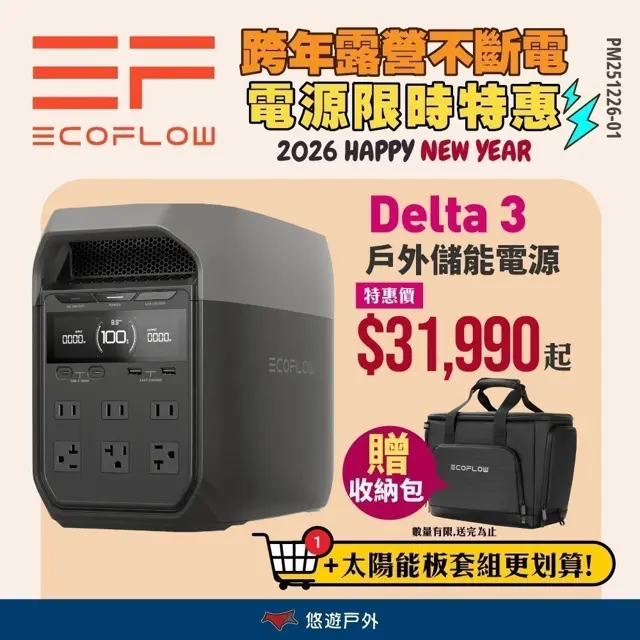 ECOFLOW
跨年露營不斷電
電源限時特惠
2026 HAPPY NEW YEAR
PM251226-01
Delta 3
戶外儲能電源
特惠價
$31,990起
0000
100
0000
ECOFLOW
贈
收納包
ECOFLOW
數量有限,送完為止
1
+太陽能板套組更划算!
悠遊戶外